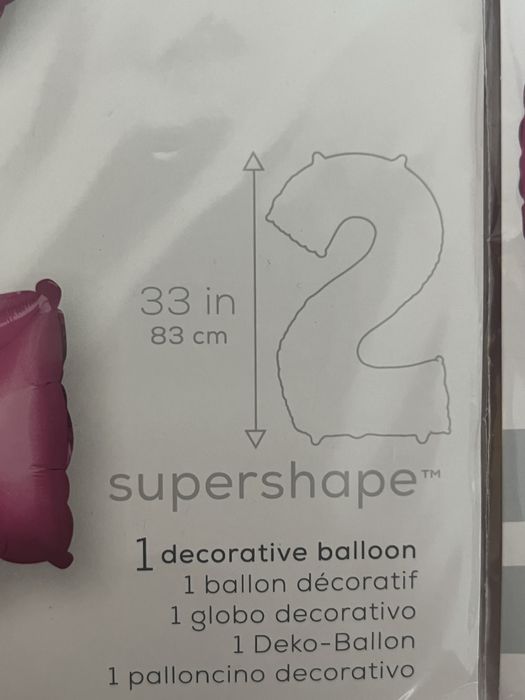 33 in
83 cm
supershape™
1 decorative balloon
1 ballon décoratif
1 globo decorativo
1 Deko-Ballon
1 palloncino decorativo